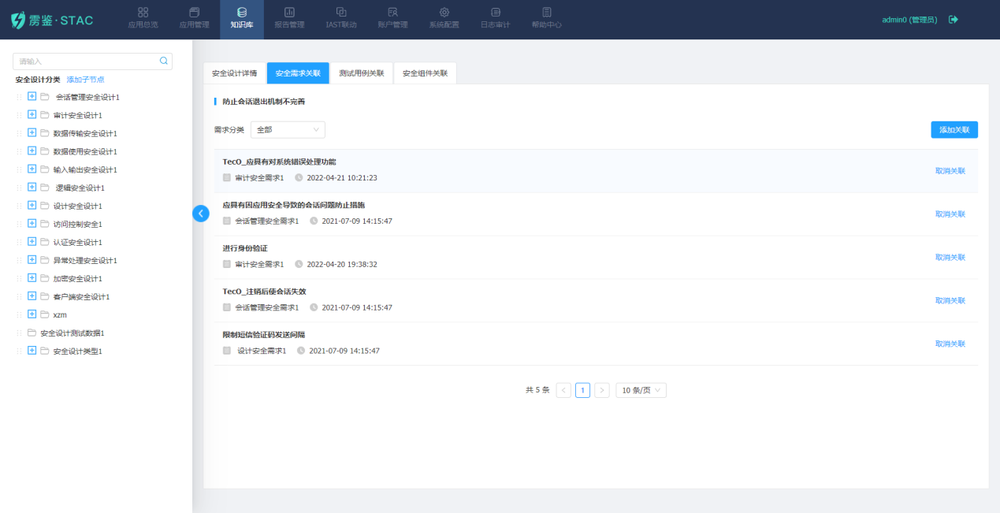 雳鉴·STAC
应用总览
应用管理
知识库
报告管理
IAST联动
账户管理
系统配置
日志审计
帮助中心
admin0 (管理员)
请输入
安全设计分类 添加子节点
会话管理安全设计1
审计安全设计1
数据传输安全设计1
数据使用安全设计1
输入输出安全设计1
逻辑安全设计1
设计安全设计1
访问控制安全1
认证安全设计1
异常处理安全设计1
加密安全设计1
客户端安全设计1
xzm
安全设计测试数据1
安全设计类型1
安全设计详情
安全需求关联
测试用例关联
安全组件关联
防止会话退出机制不完善
需求分类 全部
添加关联
TecO_应具有对系统错误处理功能
审计安全需求1 2022-04-21 10:21:23
取消关联
应具有因应用安全导致的会话问题防止措施
会话管理安全需求1 2021-07-09 14:15:47
取消关联
进行身份验证
审计安全需求1 2022-04-20 19:38:32
取消关联
TecO_注销后使会话失效
会话管理安全需求1 2021-07-09 14:15:47
取消关联
限制短信验证码发送间隔
设计安全需求1 2021-07-09 14:15:47
取消关联
共 5 条 < 1 > 10 条/页